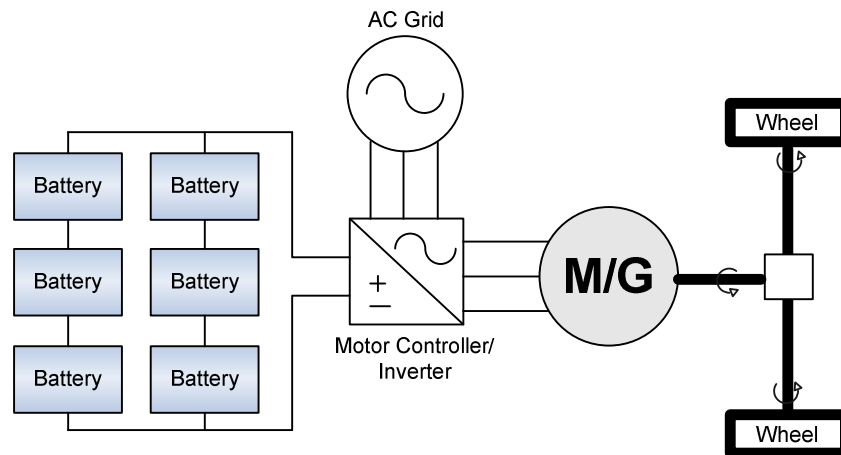 AC Grid
Wheel
Battery Battery
Battery Battery
+
−
M/G
Motor Controller/
Inverter
Battery Battery
Wheel